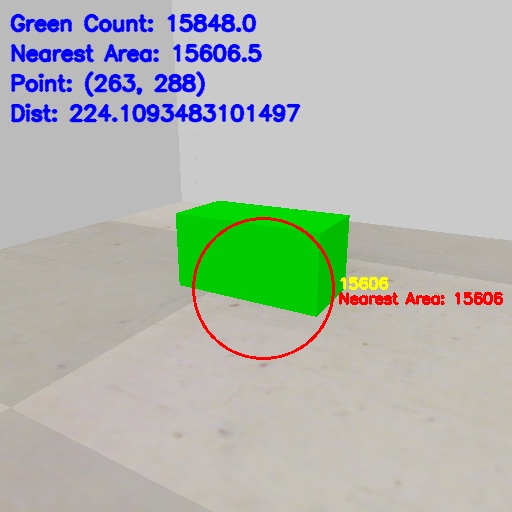 Green Count: 15848.0
Nearest Area: 15606.5
Point: (263, 288)
Dist: 224.1093483101497
15606
Nearest Area: 15606